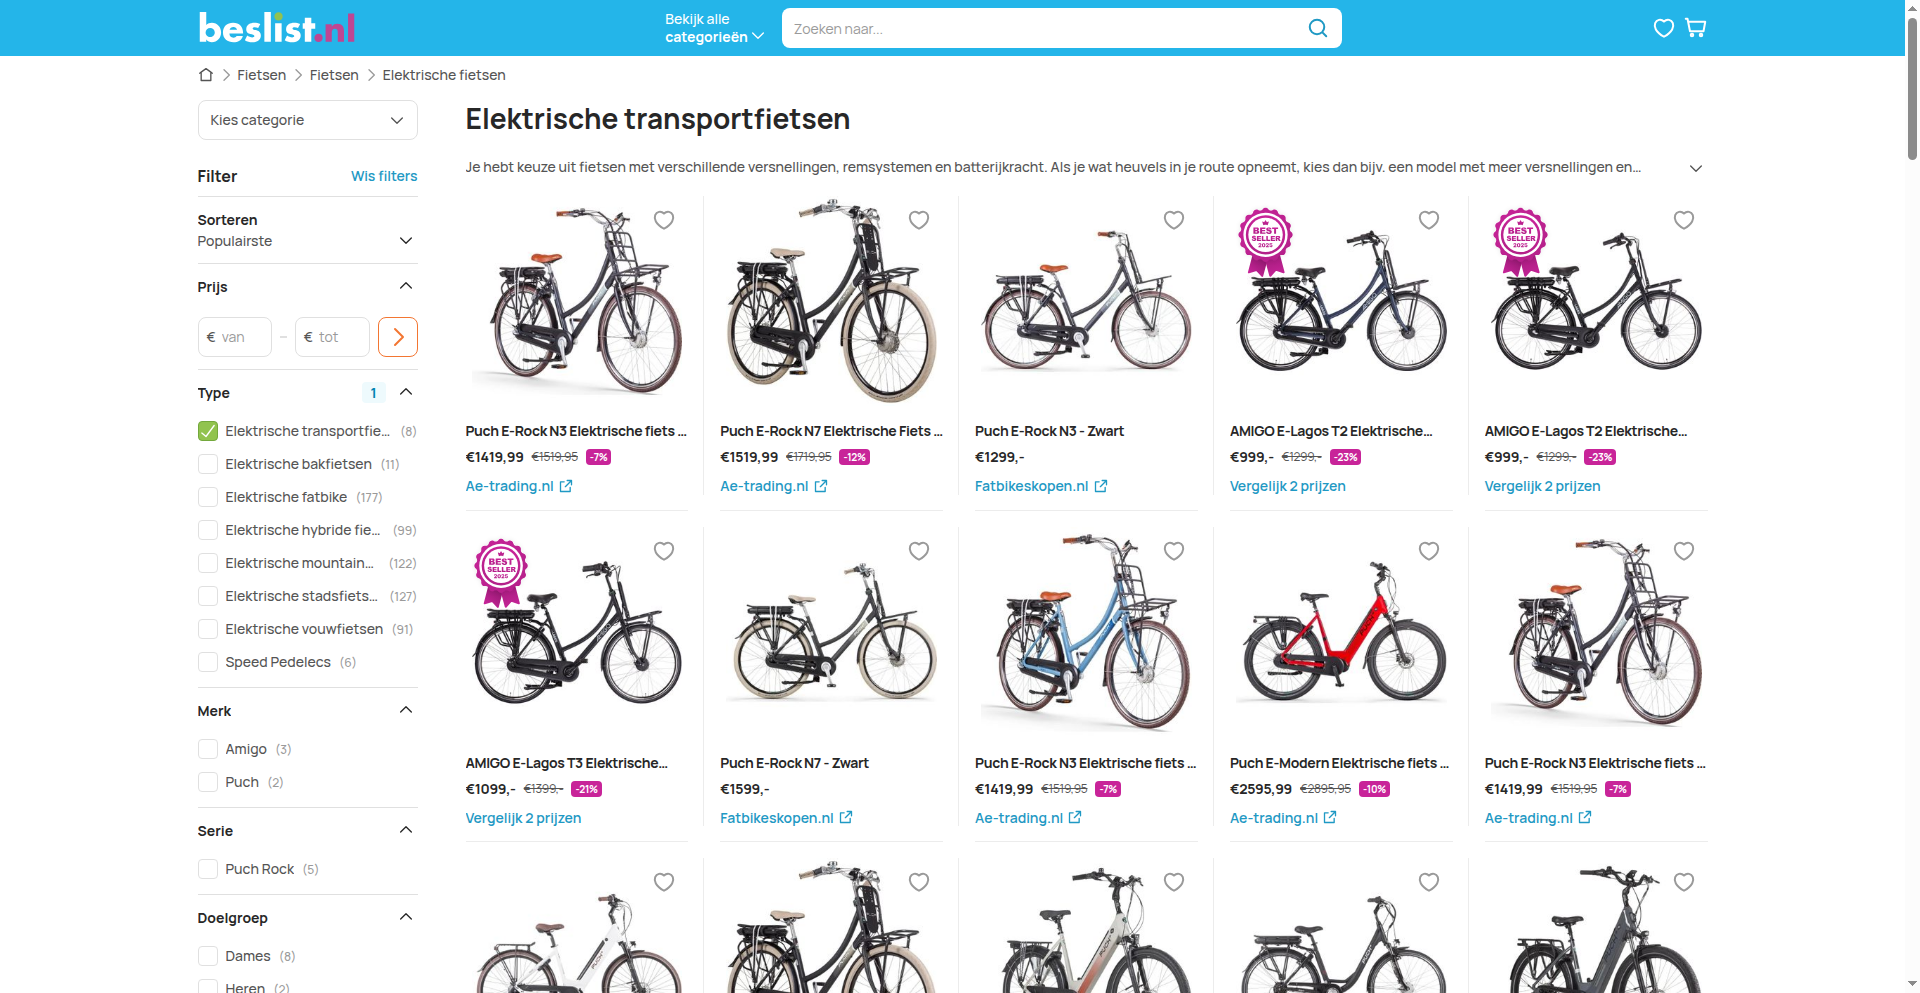 beslist.nl
Bekijk alle
categorieën
Zoeken naar...
Fietsen
Fietsen
Elektrische fietsen
Kies categorie
Filter
Wis filters
Sorteren
Populairste
Prijs
€ van
–
€ tot
Type
1
Elektrische transportfie... (8)
Elektrische bakfietsen (11)
Elektrische fatbike (177)
Elektrische hybride fie... (99)
Elektrische mountain... (122)
Elektrische stadsfiets... (127)
Elektrische vouwfietsen (91)
Speed Pedelecs (6)
Merk
Amigo (3)
Puch (2)
Serie
Puch Rock (5)
Doelgroep
Dames (8)
Heren (2)
Elektrische transportfietsen
Je hebt keuze uit fietsen met verschillende versnellingen, remsystemen en batterijkracht. Als je wat heuvels in je route opneemt, kies dan bijv. een model met meer versnellingen en...
Puch E-Rock N3 Elektrische fiets ...
€1419,99 €1519,95 -7%
Ae-trading.nl
Puch E-Rock N7 Elektrische Fiets ...
€1519,99 €1719,95 -12%
Ae-trading.nl
Puch E-Rock N3 - Zwart
€1299,-
Fatbikeskopen.nl
BEST
SELLER
2025
AMIGO E-Lagos T2 Elektrische...
€999,- €1299,- -23%
Vergelijk 2 prijzen
BEST
SELLER
2025
AMIGO E-Lagos T2 Elektrische...
€999,- €1299,- -23%
Vergelijk 2 prijzen
BEST
SELLER
2025
AMIGO E-Lagos T3 Elektrische...
€1099,- €1399,- -21%
Vergelijk 2 prijzen
Puch E-Rock N7 - Zwart
€1599,-
Fatbikeskopen.nl
Puch E-Rock N3 Elektrische fiets ...
€1419,99 €1519,95 -7%
Ae-trading.nl
Puch E-Modern Elektrische fiets ...
€2595,99 €2895,95 -10%
Ae-trading.nl
Puch E-Rock N3 Elektrische fiets ...
€1419,99 €1519,95 -7%
Ae-trading.nl